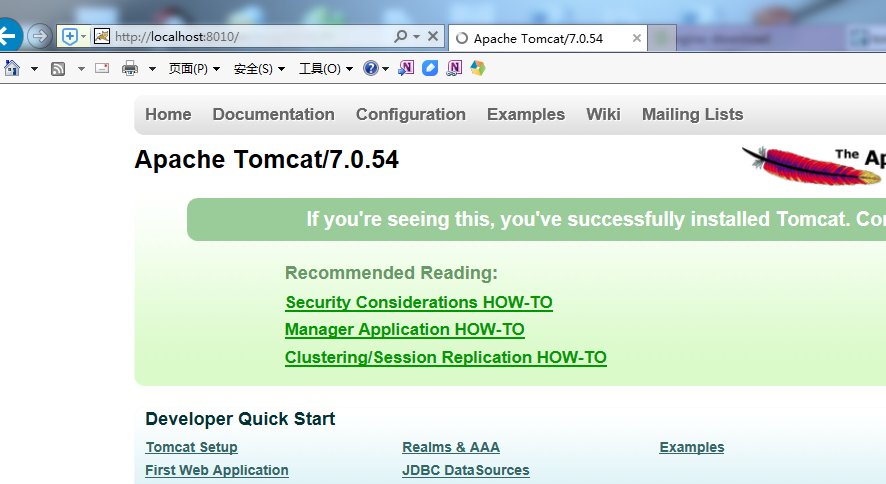 http://localhost:8010/
Apache Tomcat/7.0.54
页面(P) 安全(S) 工具(O)
Home Documentation Configuration Examples Wiki Mailing Lists
Apache Tomcat/7.0.54
The Ap
If you're seeing this, you've successfully installed Tomcat. Co
Recommended Reading:
Security Considerations HOW-TO
Manager Application HOW-TO
Clustering/Session Replication HOW-TO
Developer Quick Start
Tomcat Setup Realms & AAA Examples
First Web Application JDBC DataSources